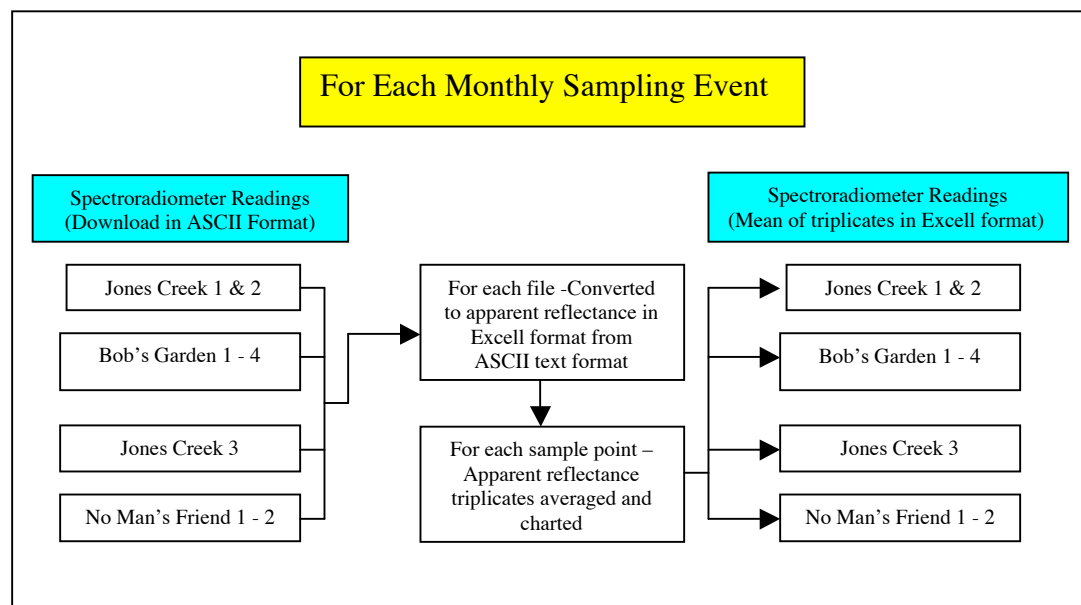 For Each Monthly Sampling Event
Spectroradiometer Readings
(Download in ASCII Format)
Jones Creek 1 & 2
Bob's Garden 1 - 4
Jones Creek 3
No Man's Friend 1 - 2
For each file -Converted
to apparent reflectance in
Excell format from
ASCII text format
For each sample point –
Apparent reflectance
triplicates averaged and
charted
Spectroradiometer Readings
(Mean of triplicates in Excell format)
Jones Creek 1 & 2
Bob's Garden 1 - 4
Jones Creek 3
No Man's Friend 1 - 2